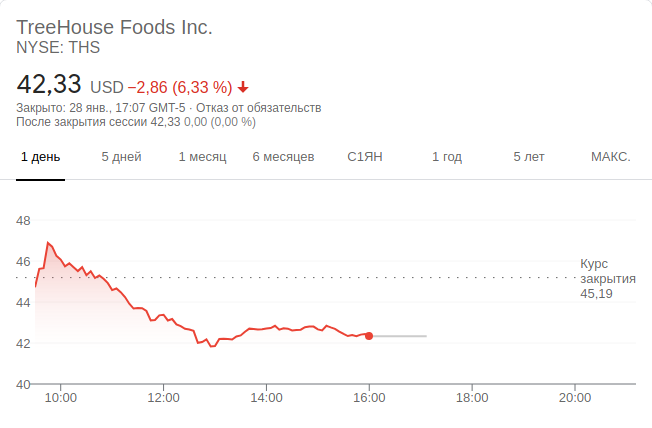 TreeHouse Foods Inc.
NYSE: THS
42,33 USD −2,86 (6,33 %)
Закрыто: 28 янв., 17:07 GMT-5 · Отказ от обязательств
После закрытия сессии 42,33 0,00 (0,00 %)
1 день 5 дней 1 месяц 6 месяцев С1ЯН 1 год 5 лет МАКС.
48
46
44
42
40
Курс
закрытия
45,19
10:00 12:00 14:00 16:00 18:00 20:00